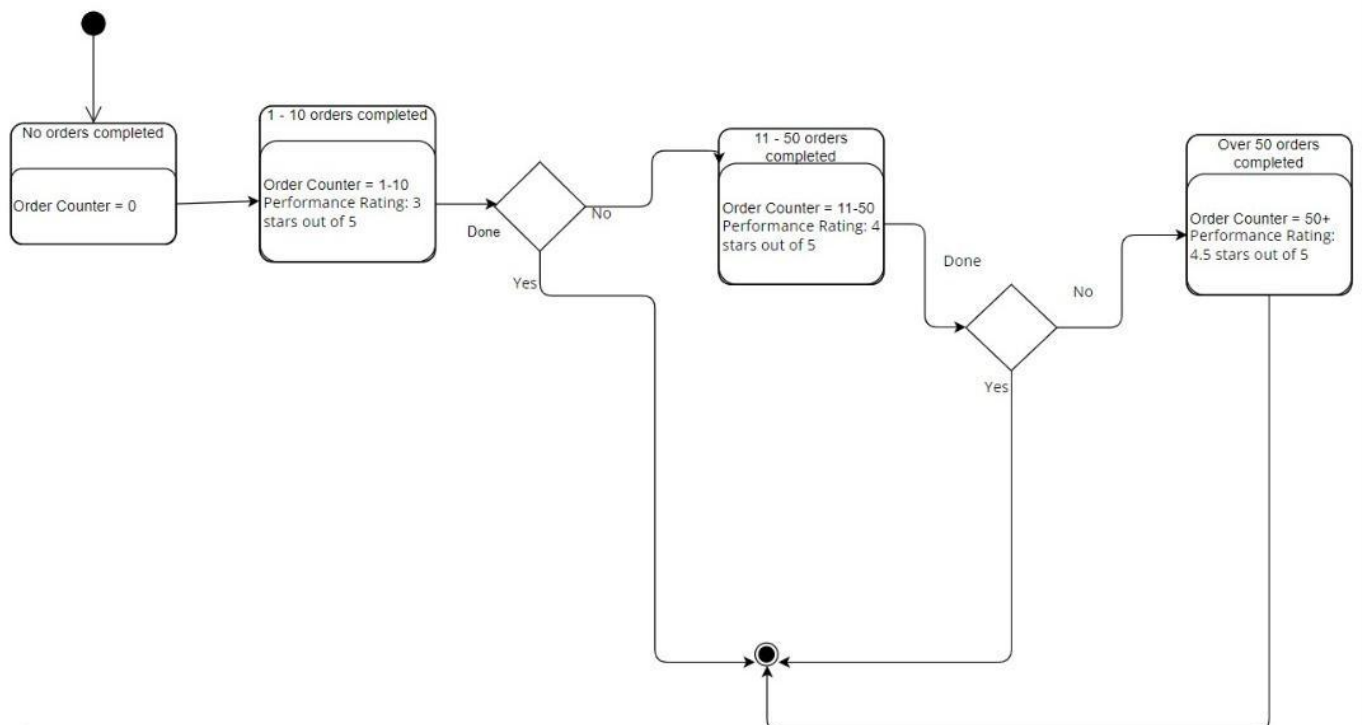 No orders completed
Order Counter = 0
1 - 10 orders completed
Order Counter = 1-10
Performance Rating: 3
stars out of 5
Done
No
Yes
11 - 50 orders
completed
Order Counter = 11-50
Performance Rating: 4
stars out of 5
Done
No
Yes
Over 50 orders
completed
Order Counter = 50+
Performance Rating:
4.5 stars out of 5